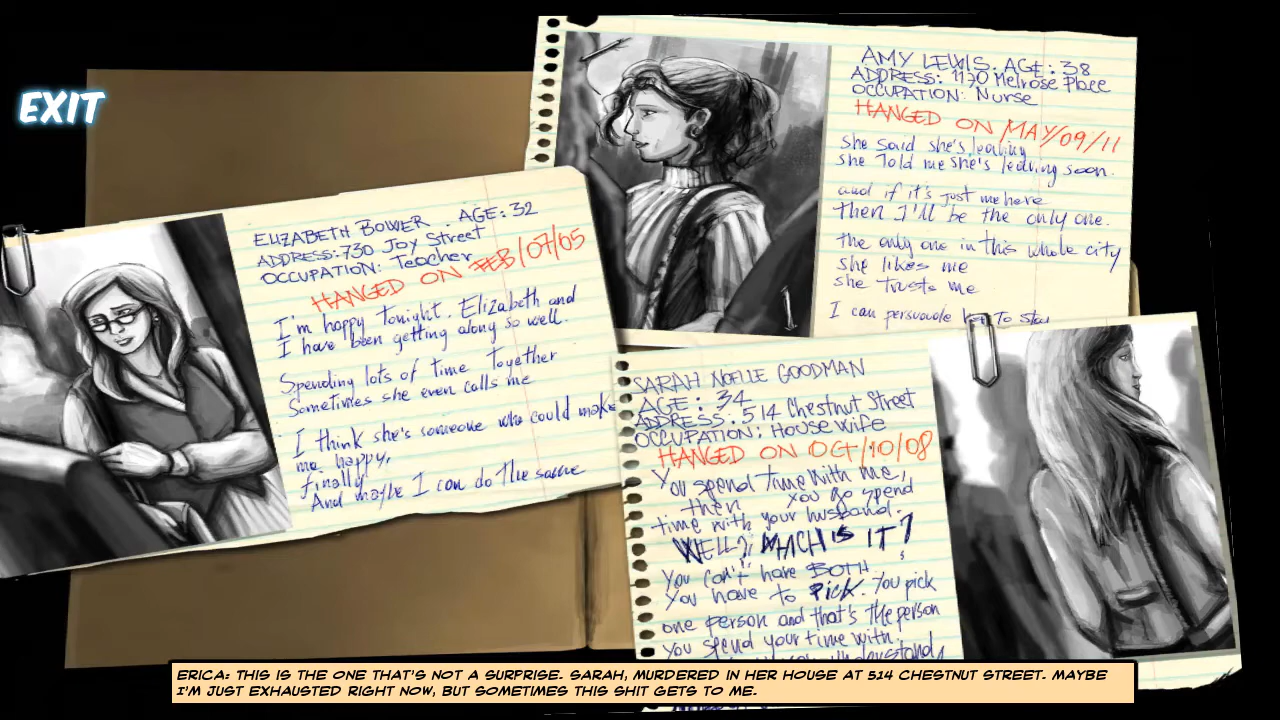 EXIT
AMY LEWIS. AGE: 38
ADDRESS: 1170 Melrose Place
OCCUPATION: Nurse
HANGED ON MAY/09/11
she said she's leaving
she told me she's leaving soon.
and if it's just me here
then I'll be the only one.
the only one in this whole city
she likes me
she trusts me
I can persuade her to stay
ELIZABETH BOWER. AGE: 32
ADDRESS: 730 Joy Street
OCCUPATION: Teacher
HANGED ON FEB/07/05
I'm happy tonight. Elizabeth and
I have been getting along so well.
Spending lots of time together
Sometimes she even calls me
I think she's someone who could make
me happy,
finally
And maybe I can do the same
SARAH NOELLE GOODMAN
AGE: 34
ADDRESS: 514 Chestnut Street
OCCUPATION: House wife
HANGED ON OCT/10/08
You spend time with me,
then you go spend
time with your husband.
WELL?; WHICH IS IT?
You can't have BOTH
You have to PICK. You pick
one person and that's the person
you spend your time with.
understand
ERICA: THIS IS THE ONE THAT'S NOT A SURPRISE. SARAH, MURDERED IN HER HOUSE AT 514 CHESTNUT STREET. MAYBE
I'M JUST EXHAUSTED RIGHT NOW, BUT SOMETIMES THIS SHIT GETS TO ME.